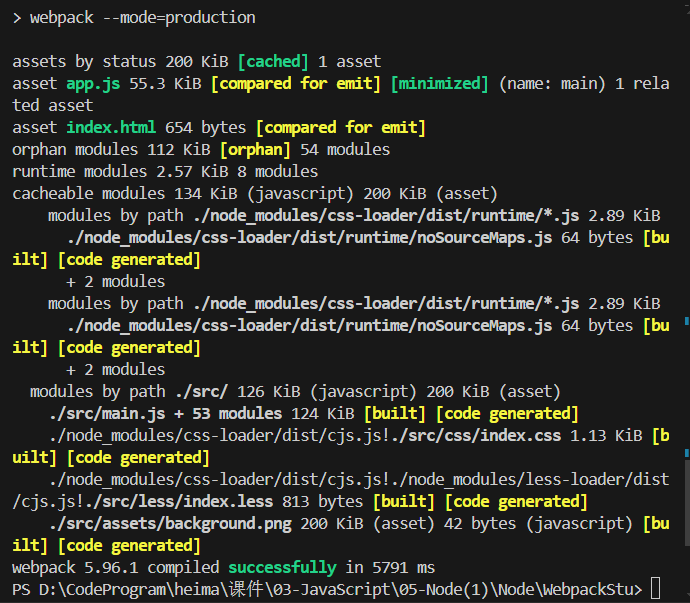 > webpack --mode=production
assets by status 200 KiB [cached] 1 asset
asset app.js 55.3 KiB [compared for emit] [minimized] (name: main) 1 rela
ted asset
asset index.html 654 bytes [compared for emit]
orphan modules 112 KiB [orphan] 54 modules
runtime modules 2.57 KiB 8 modules
cacheable modules 134 KiB (javascript) 200 KiB (asset)
modules by path ./node_modules/css-loader/dist/runtime/*.js 2.89 KiB
./node_modules/css-loader/dist/runtime/noSourceMaps.js 64 bytes [bu
ilt] [code generated]
+ 2 modules
modules by path ./node_modules/css-loader/dist/runtime/*.js 2.89 KiB
./node_modules/css-loader/dist/runtime/noSourceMaps.js 64 bytes [bu
ilt] [code generated]
+ 2 modules
modules by path ./src/ 126 KiB (javascript) 200 KiB (asset)
./src/main.js + 53 modules 124 KiB [built] [code generated]
./node_modules/css-loader/dist/cjs.js!./src/css/index.css 1.13 KiB [b
uilt] [code generated]
./node_modules/css-loader/dist/cjs.js!./node_modules/less-loader/dist
/cjs.js!./src/less/index.less 813 bytes [built] [code generated]
./src/assets/background.png 200 KiB (asset) 42 bytes (javascript) [bu
ilt] [code generated]
webpack 5.96.1 compiled successfully in 5791 ms
PS D:\CodeProgram\heima\课件\03-JavaScript\05-Node(1)\Node\WebpackStu>